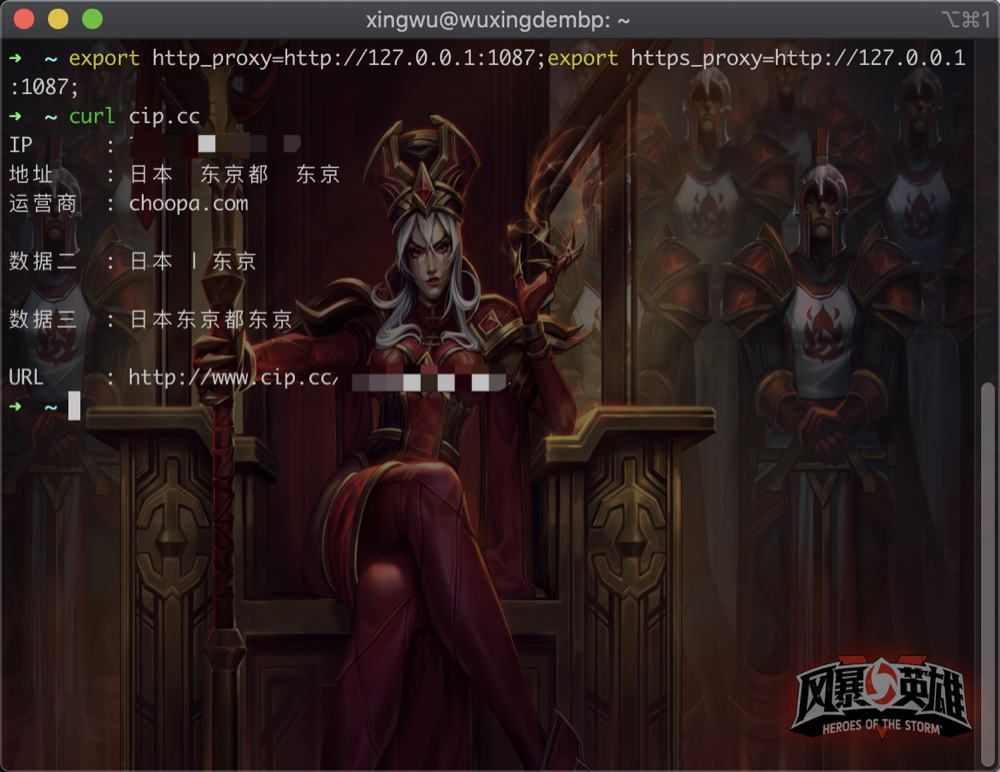 xingwu@wuxingdembp: ~
⌥⌘1
➜ ~ export http_proxy=http://127.0.0.1:1087;export https_proxy=http://127.0.0.1
:1087;
➜ ~ curl cip.cc
IP :
地址 : 日本 东京都 东京
运营商 : choopa.com
数据二 : 日本 | 东京
数据三 : 日本东京都东京
URL : http://www.cip.cc/
➜ ~
风暴英雄
HEROES OF THE STORM™